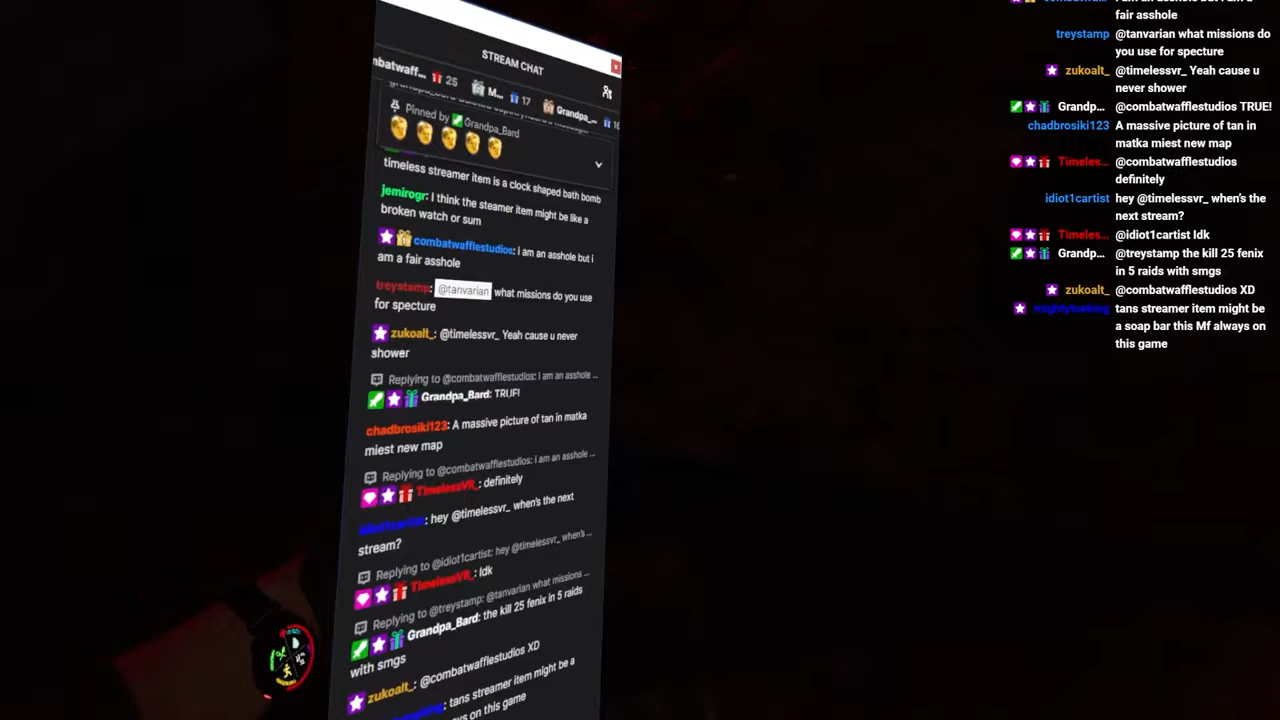 STREAM CHAT
mbatwaff... 25 M... 17 Grandpa_...
Pinned by Grandpa_Bard
timeless streamer item is a clock shaped bath bomb
jemirogr: I think the steamer item might be like a
broken watch or sum
combatwafflestudios: i am an asshole but i
am a fair asshole
treystamp: @tanvarian what missions do you use
for specture
zukoalt_: @timelessvr_ Yeah cause u never
shower
Replying to @combatwafflestudios: i am an asshole ...
Grandpa_Bard: TRUE!
chadbrosiki123: A massive picture of tan in matka
miest new map
Replying to @combatwafflestudios: i am an asshole ...
TimelessVR_: definitely
idiot1cartist: hey @timelessvr_ when's the next
stream?
Replying to @idiot1cartist: hey @timelessvr_ when's ...
TimelessVR_: Idk
Replying to @treystamp: @tanvarian what missions ...
Grandpa_Bard: the kill 25 fenix in 5 raids
with smgs
zukoalt_: @combatwafflestudios XD
tans streamer item might be a
on this game
fair asshole
treystamp @tanvarian what missions do
you use for specture
zukoalt_ @timelessvr_ Yeah cause u
never shower
Grandp... @combatwafflestudios TRUE!
chadbrosiki123 A massive picture of tan in
matka miest new map
Timeles... @combatwafflestudios
definitely
idiot1cartist hey @timelessvr_ when's the
next stream?
Timeles... @idiot1cartist Idk
Grandp... @treystamp the kill 25 fenix
in 5 raids with smgs
zukoalt_ @combatwafflestudios XD
tans streamer item might be
a soap bar this Mf always on
this game